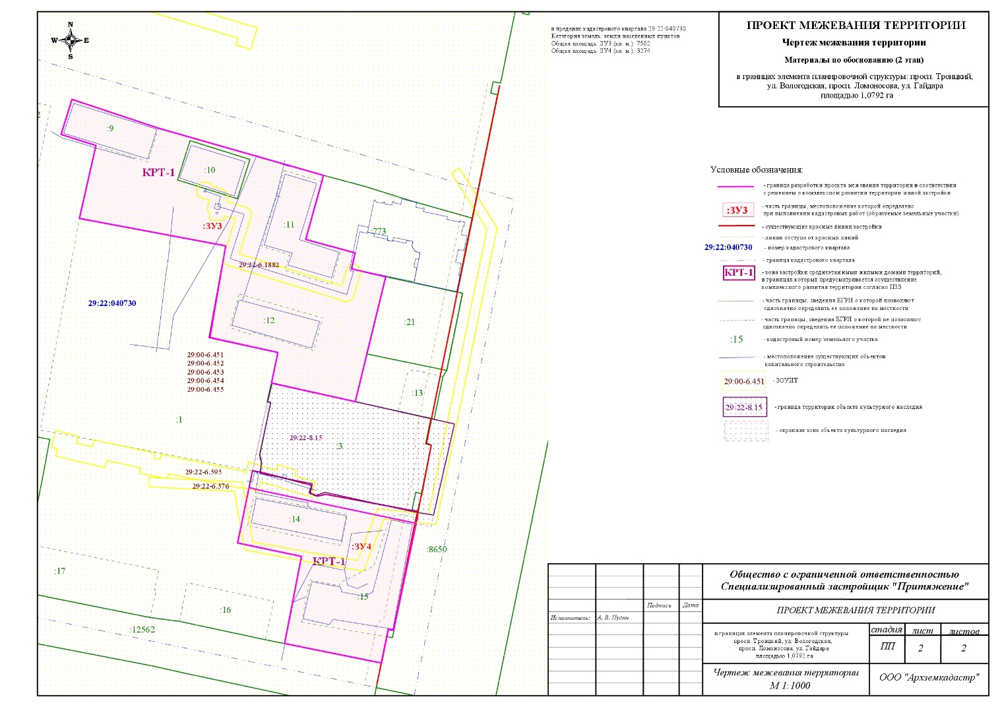 N
W E
S
в пределах кадастрового квартала 29:22:040730
Категория земель: земли населенных пунктов
Общая площадь :ЗУ3 (кв. м.): 7502
Общая площадь :ЗУ4 (кв. м.): 3274
ПРОЕКТ МЕЖЕВАНИЯ ТЕРРИТОРИИ
Чертеж межевания территории
Материалы по обоснованию (2 этап)
в границах элемента планировочной структуры: просп. Троицкий,
ул. Вологодская, просп. Ломоносова, ул. Гайдара
площадью 1,0792 га
2
:9
:10
КРТ-1
:ЗУ3
:11
:773
29:22-6.1882
29:22:040730
:12
:21
29:00-6.451
29:00-6.452
29:00-6.453
29:00-6.454
29:00-6.455
:13
:1
29:22-8.15
:3
29:22-6.595
29:22-6.576
:14
:ЗУ4
:8650
КРТ-1
:17
:15
:16
:12562
Условные обозначения:
- граница разработки проекта межевания территории в соответствии
с решением о комплексном развитии территории жилой застройки
:ЗУ3
- часть границы, местоположение которой определено
при выполнении кадастровых работ (образуемые земельные участки)
- существующие красные линии застройки
- линии отступа от красных линий
29:22:040730 - номер кадастрового квартала
- граница кадастрового квартала
КРТ-1
- зона застройки среднеэтажными жилыми домами территорий,
в границах которых предусматривается осуществление
комплексного развития территории согласно ПЗЗ
- часть границы, сведения ЕГРН о которой позволяют
однозначно определить ее положение на местности
- часть границы, сведения ЕГРН о которой не позволяют
однозначно определить ее положение на местности
:15 - кадастровый номер земельного участка
- местоположение существующих объектов
капитального строительства
29:00-6.451 - ЗОУИТ
29:22-8.15 - граница территории объекта культурного наследия
- охранная зона объекта культурного наследия
Общество с ограниченной ответственностью
Специализированный застройщик "Притяжение"
Подпись Дата
ПРОЕКТ МЕЖЕВАНИЯ ТЕРРИТОРИИ
Исполнитель: А. В. Пугин
в границах элемента планировочной структуры:
просп. Троицкий, ул. Вологодская,
просп. Ломоносова, ул. Гайдара
площадью 1,0792 га
стадия лист листов
ПП 2 2
Чертеж межевания территории
М 1:1000
ООО "Архземкадастр"